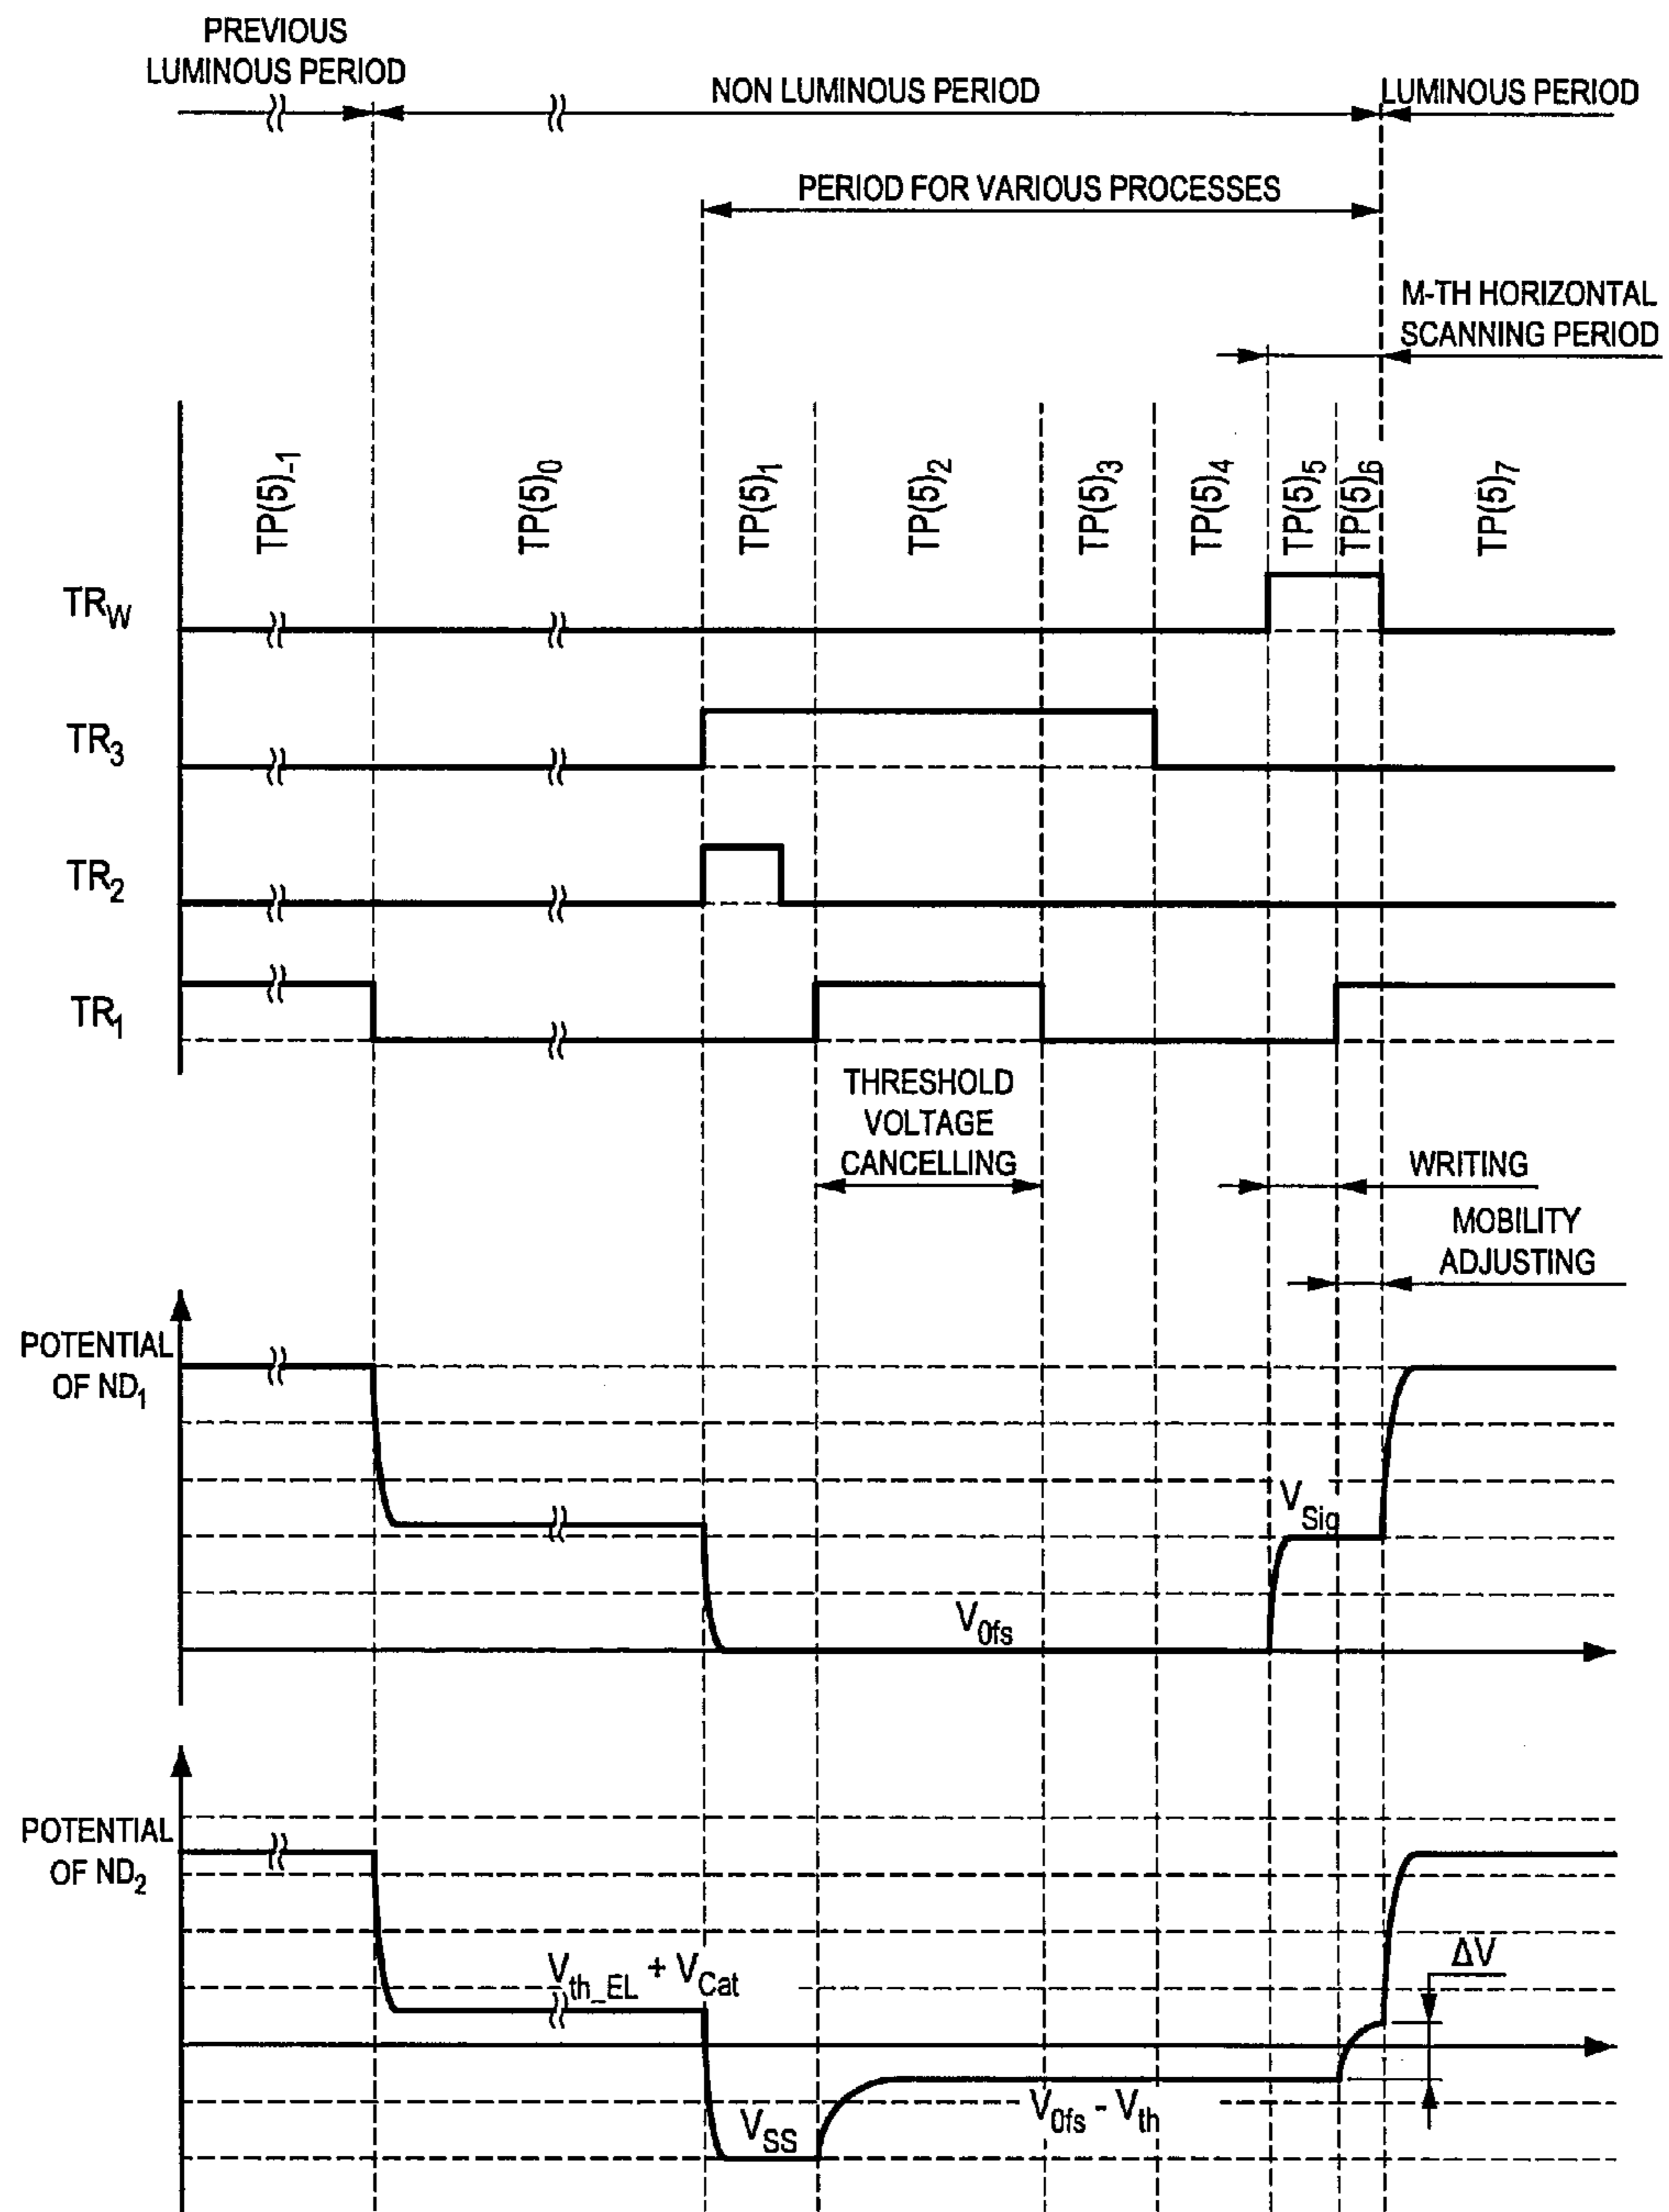 PREVIOUS
LUMINOUS PERIOD
NON LUMINOUS PERIOD
LUMINOUS PERIOD
PERIOD FOR VARIOUS PROCESSES
M-TH HORIZONTAL
SCANNING PERIOD
TP(5)-1
TP(5)0
TP(5)1
TP(5)2
TP(5)3
TP(5)4
TP(5)5
TP(5)6
TP(5)7
TRW
TR3
TR2
TR1
THRESHOLD
VOLTAGE
CANCELLING
WRITING
MOBILITY
ADJUSTING
POTENTIAL
OF ND1
VSig
V0fs
POTENTIAL
OF ND2
Vth_EL + VCat
ΔV
VSS
V0fs - Vth